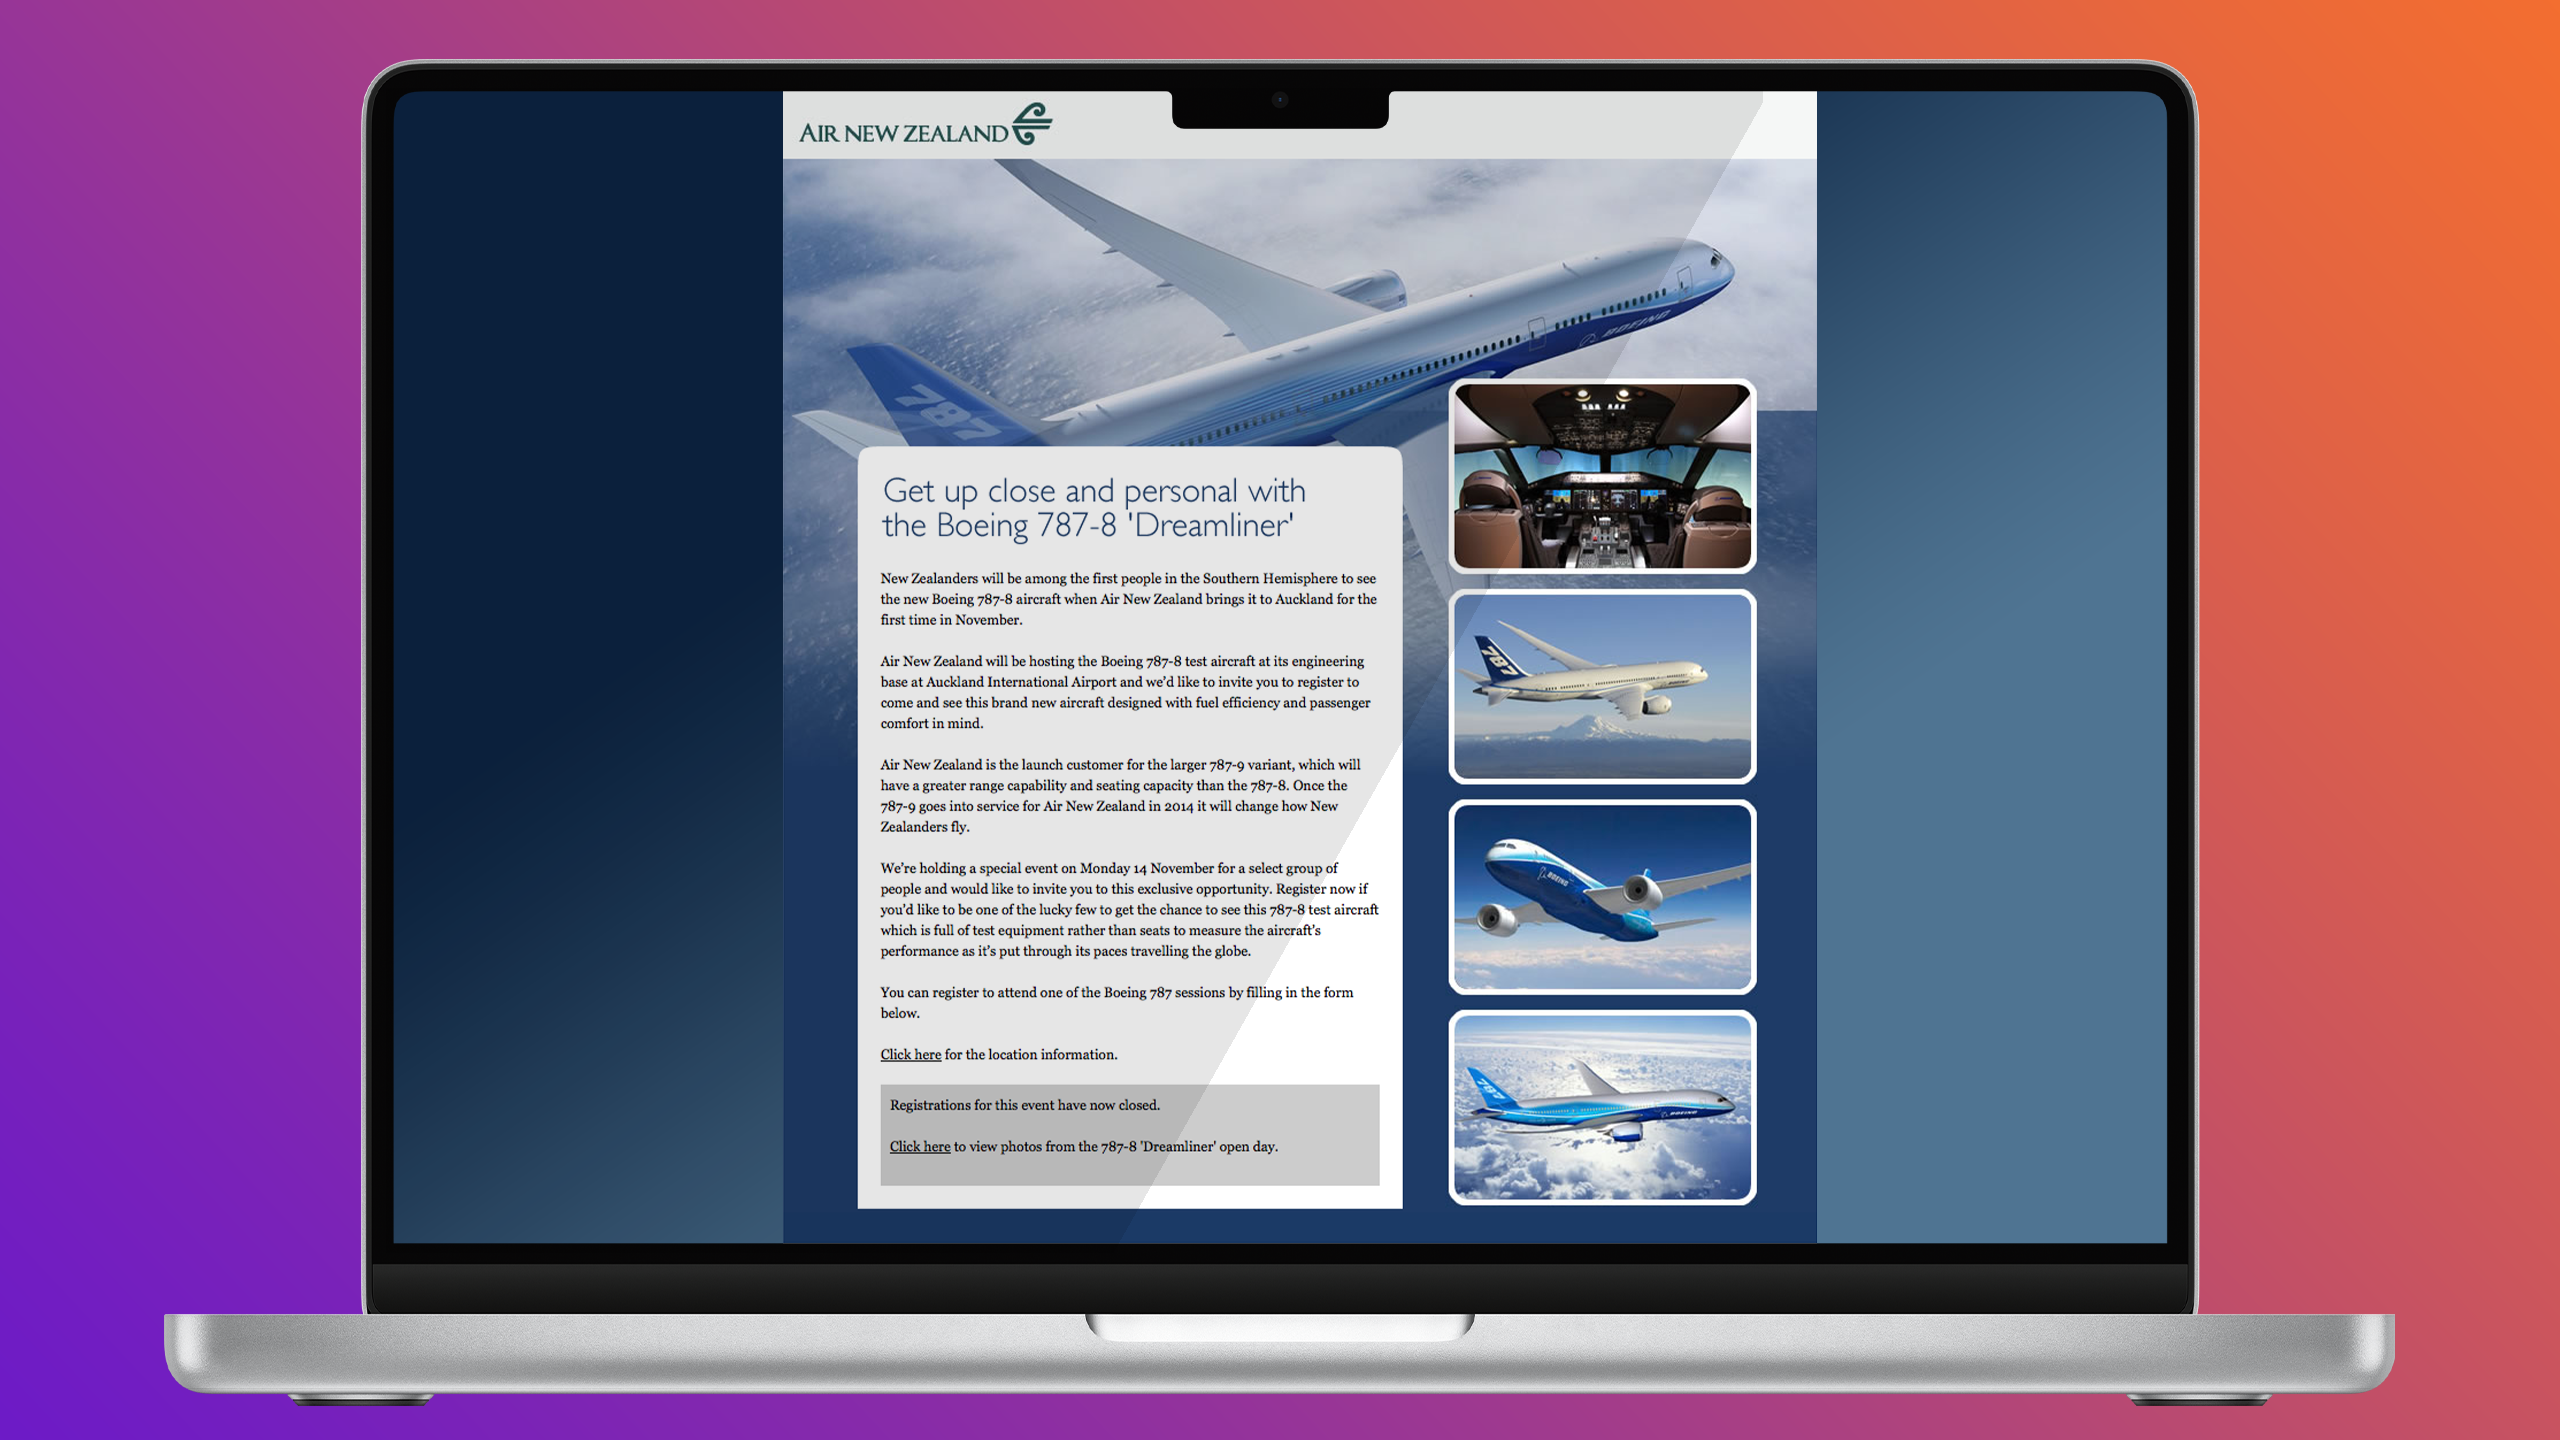 AIR NEW ZEALAND
BOEING
787
Get up close and personal with
the Boeing 787-8 'Dreamliner'
New Zealanders will be among the first people in the Southern Hemisphere to see
the new Boeing 787-8 aircraft when Air New Zealand brings it to Auckland for the
first time in November.
Air New Zealand will be hosting the Boeing 787-8 test aircraft at its engineering
base at Auckland International Airport and we’d like to invite you to register to
come and see this brand new aircraft designed with fuel efficiency and passenger
comfort in mind.
Air New Zealand is the launch customer for the larger 787-9 variant, which will
have a greater range capability and seating capacity than the 787-8. Once the
787-9 goes into service for Air New Zealand in 2014 it will change how New
Zealanders fly.
We’re holding a special event on Monday 14 November for a select group of
people and would like to invite you to this exclusive opportunity. Register now if
you’d like to be one of the lucky few to get the chance to see this 787-8 test aircraft
which is full of test equipment rather than seats to measure the aircraft’s
performance as it’s put through its paces travelling the globe.
You can register to attend one of the Boeing 787 sessions by filling in the form
below.
Click here for the location information.
Registrations for this event have now closed.
Click here to view photos from the 787-8 'Dreamliner' open day.
787
BOEING
787
BOEING